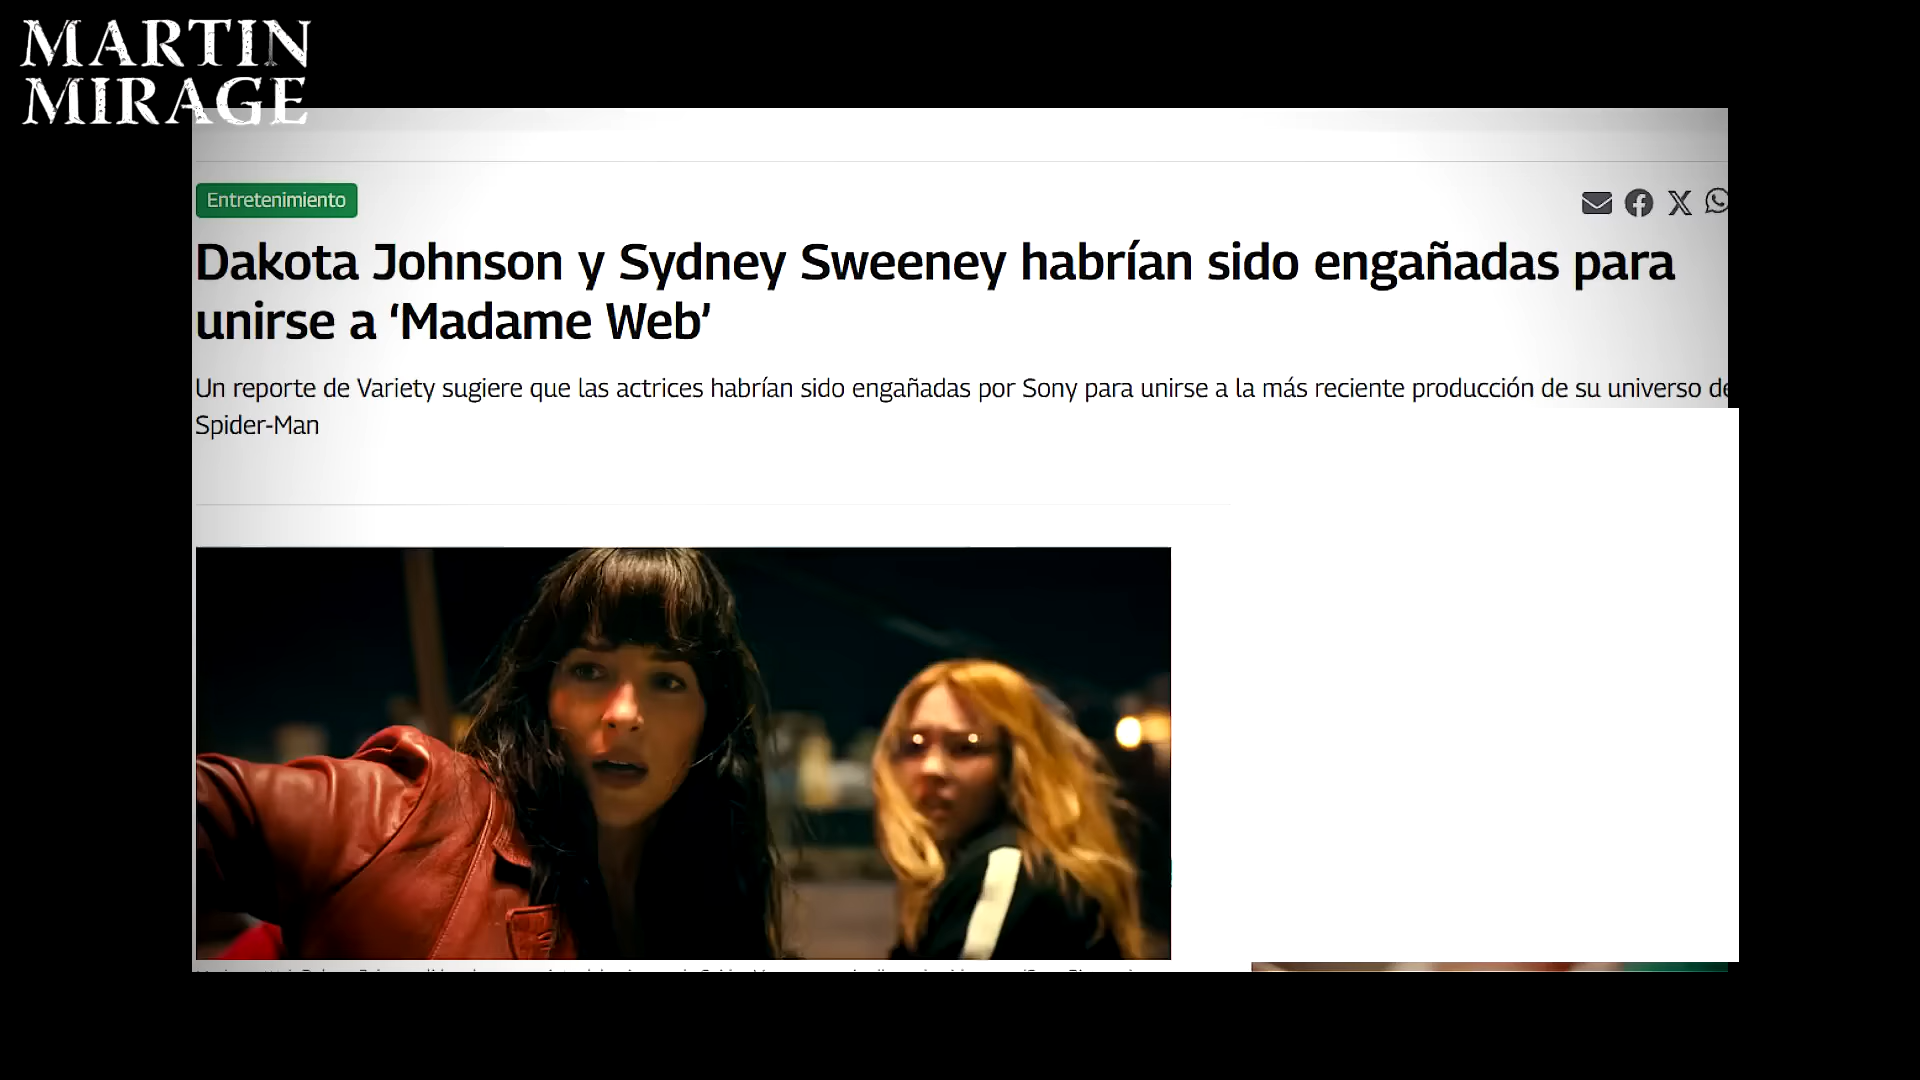 MARTIN
MIRAGE
Entretenimiento
Dakota Johnson y Sydney Sweeney habrían sido engañadas para
unirse a ‘Madame Web’
Un reporte de Variety sugiere que las actrices habrían sido engañadas por Sony para unirse a la más reciente producción de su universo de
Spider-Man